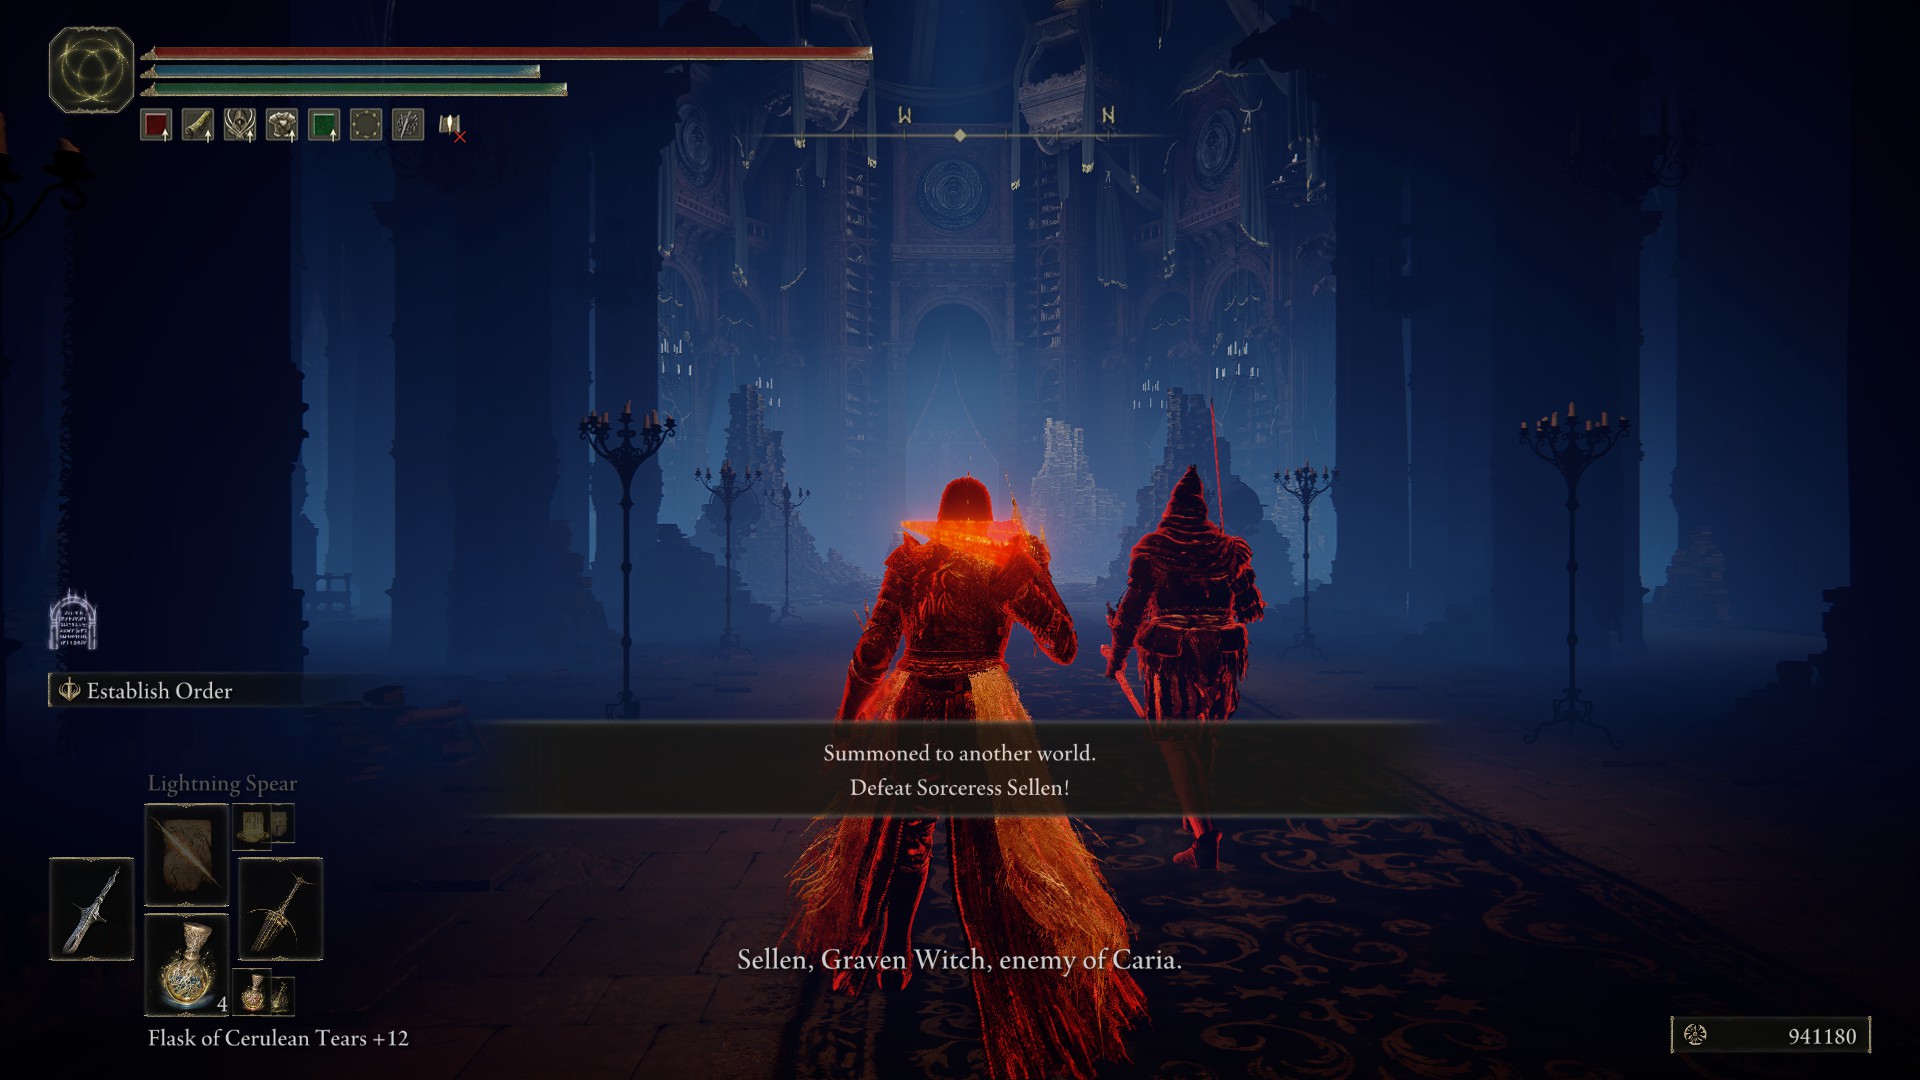 W
N
Establish Order
Summoned to another world.
Defeat Sorceress Sellen!
Lightning Spear
Sellen, Graven Witch, enemy of Caria.
4
Flask of Cerulean Tears +12
941180